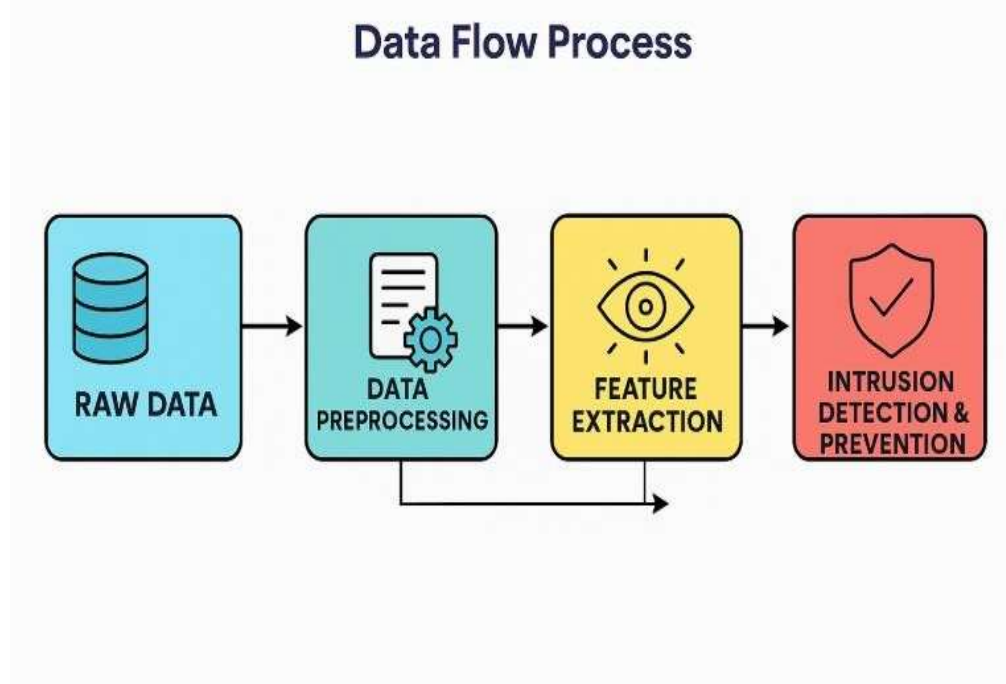 Data Flow Process
RAW DATA
DATA
PREPROCESSING
FEATURE
EXTRACTION
INTRUSION
DETECTION &
PREVENTION